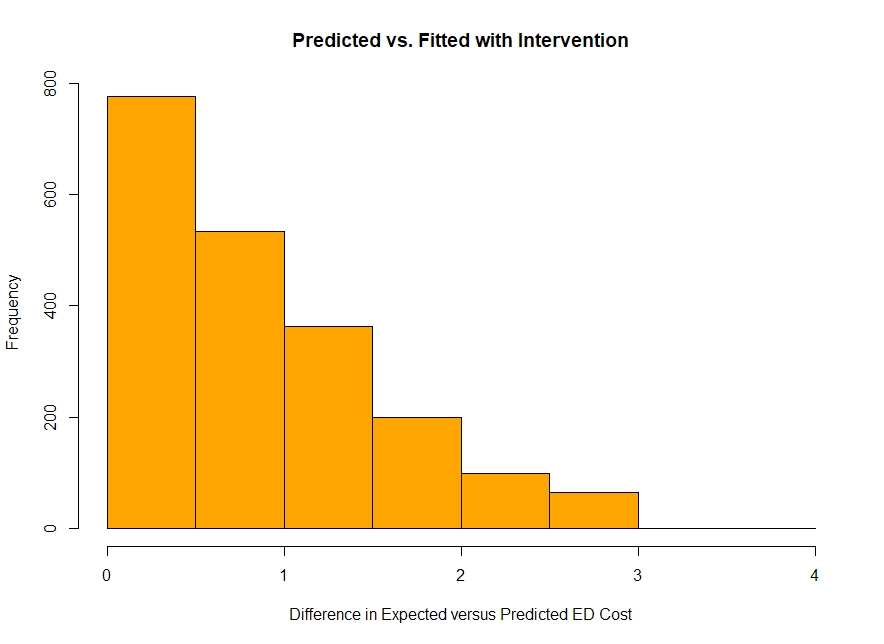 Predicted vs. Fitted with Intervention
800
600
400
200
0
Frequency
0 1 2 3 4
Difference in Expected versus Predicted ED Cost